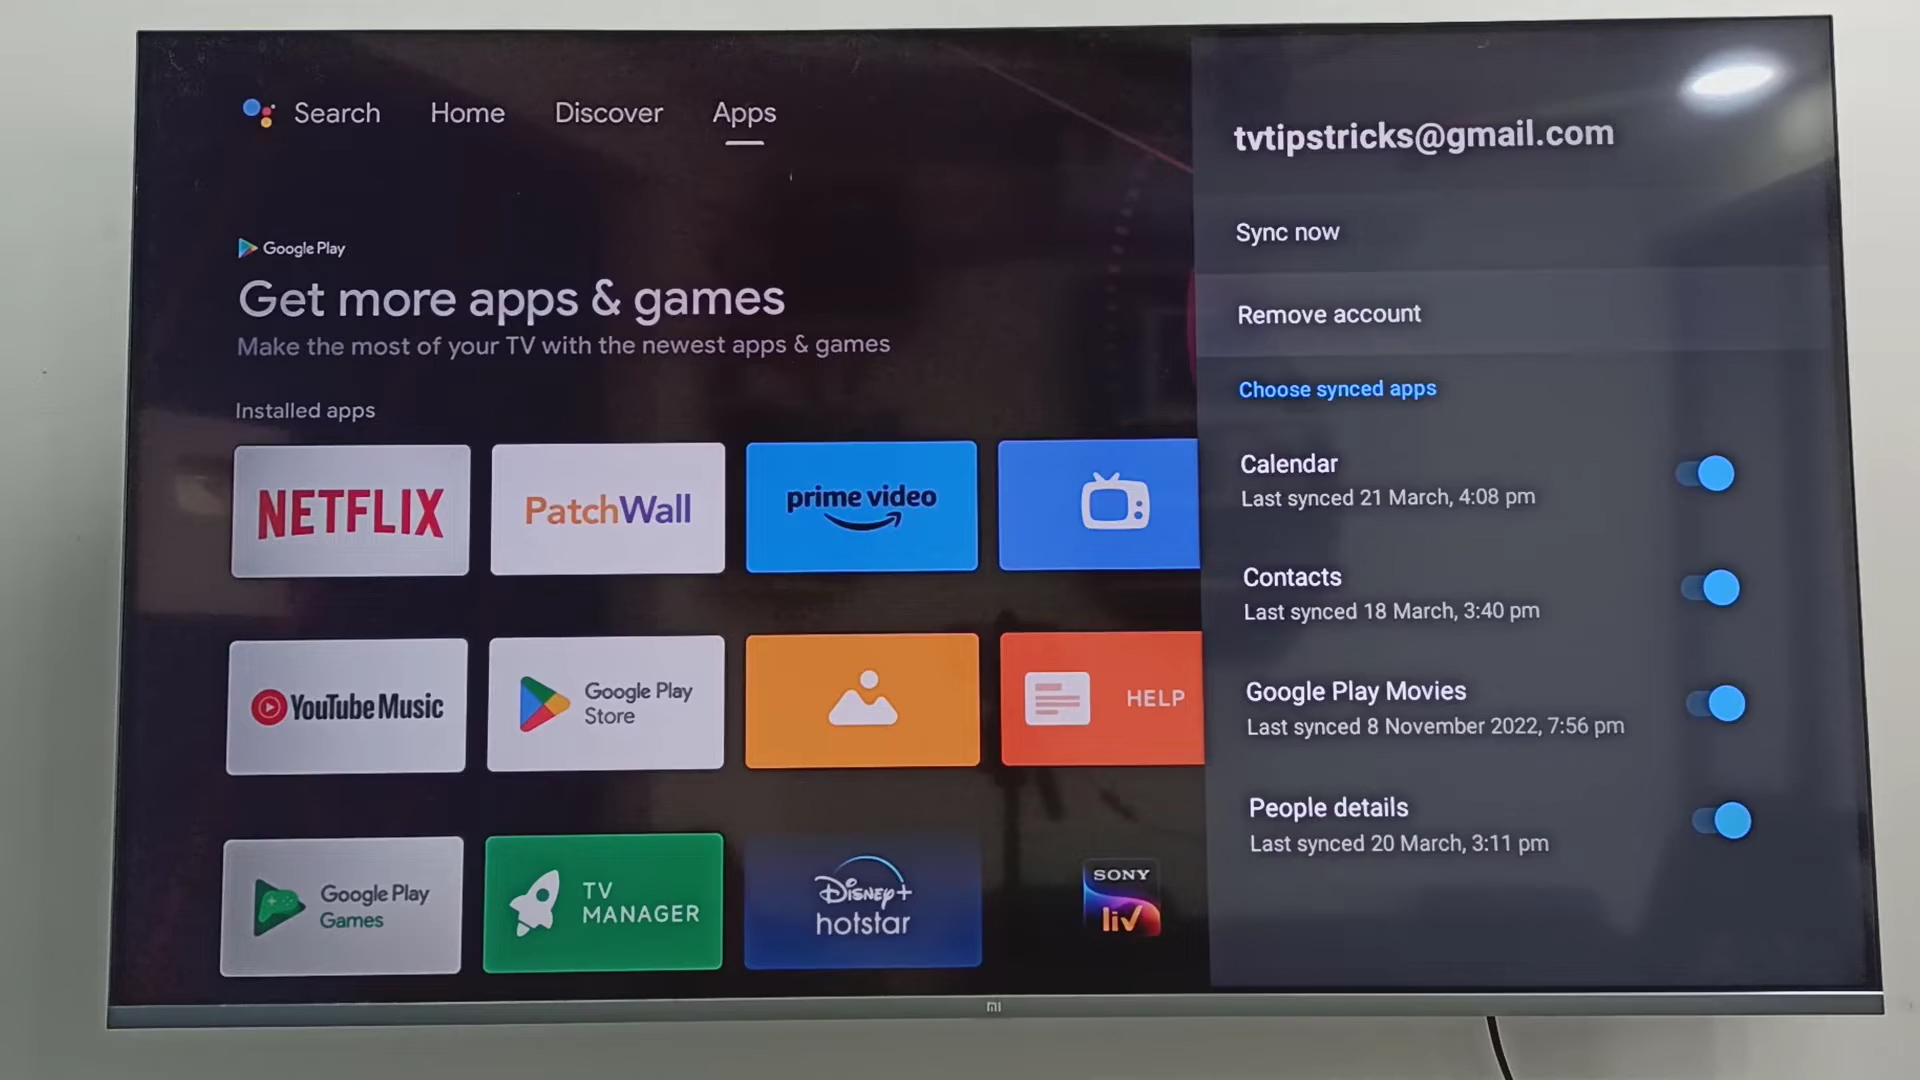 Search Home Discover Apps
Google Play
Get more apps & games
Make the most of your TV with the newest apps & games
Installed apps
NETFLIX
PatchWall
prime video
YouTube Music
Google Play
Store
HELP
Google Play
Games
TV
MANAGER
Disney+
hotstar
SONY
liv
tvtipstricks@gmail.com
Sync now
Remove account
Choose synced apps
Calendar
Last synced 21 March, 4:08 pm
Contacts
Last synced 18 March, 3:40 pm
Google Play Movies
Last synced 8 November 2022, 7:56 pm
People details
Last synced 20 March, 3:11 pm
mi